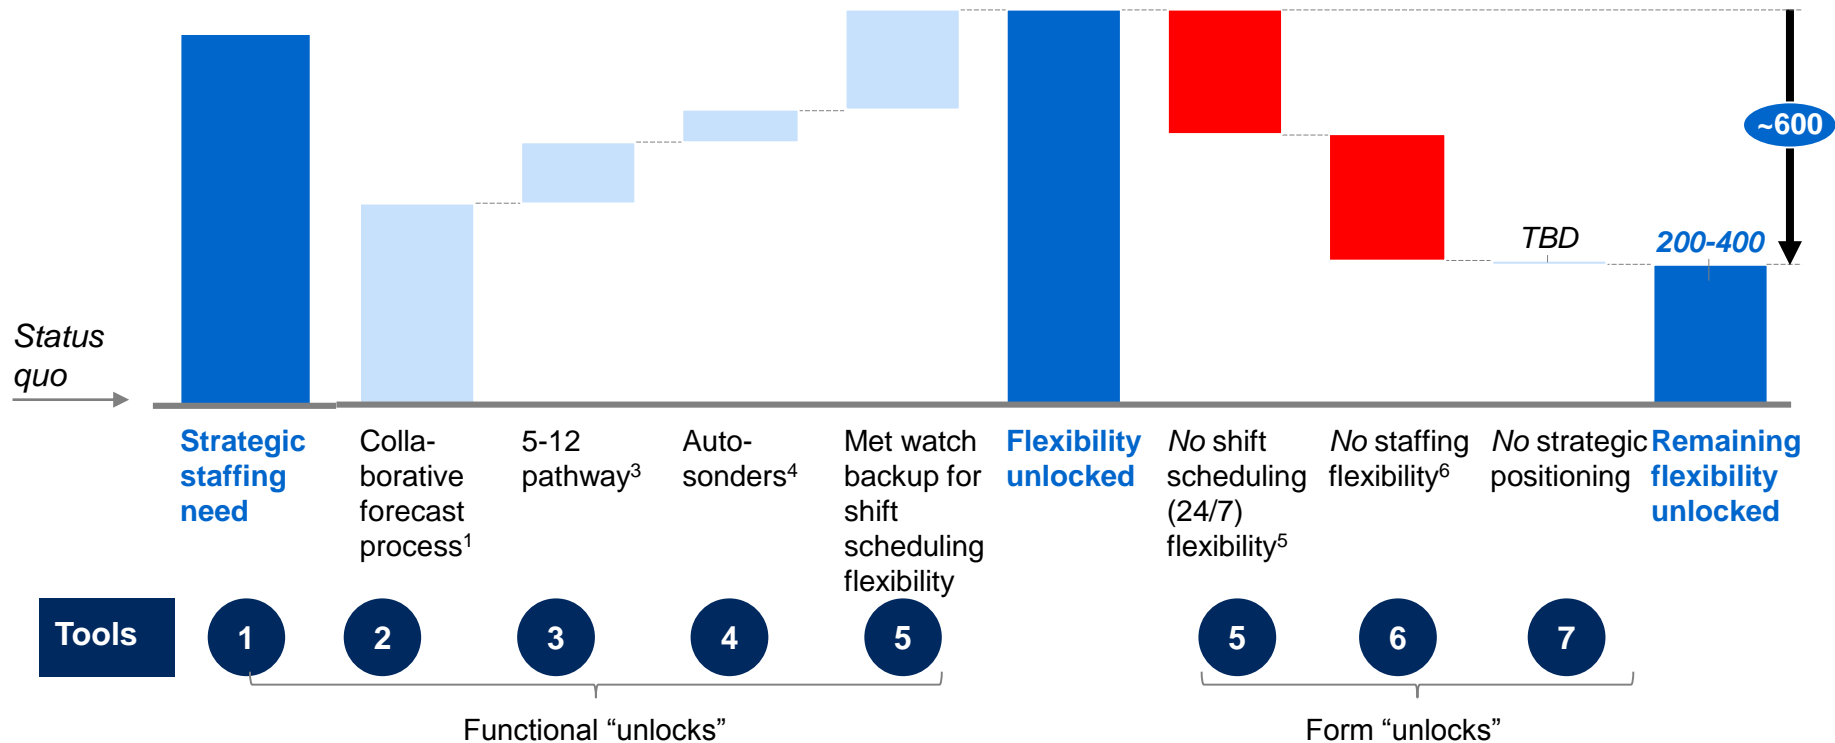 ~600
TBD
200-400
Status
quo
Strategic
staffing
need
Colla-
borative
forecast
process1
5-12
pathway3
Auto-
sonders4
Met watch
backup for
shift
scheduling
flexibility
Flexibility
unlocked
No shift
scheduling
(24/7)
flexibility5
No staffing
flexibility6
No strategic
positioning
Remaining
flexibility
unlocked
Tools
1
2
3
4
5
5
6
7
Functional “unlocks”
Form “unlocks”